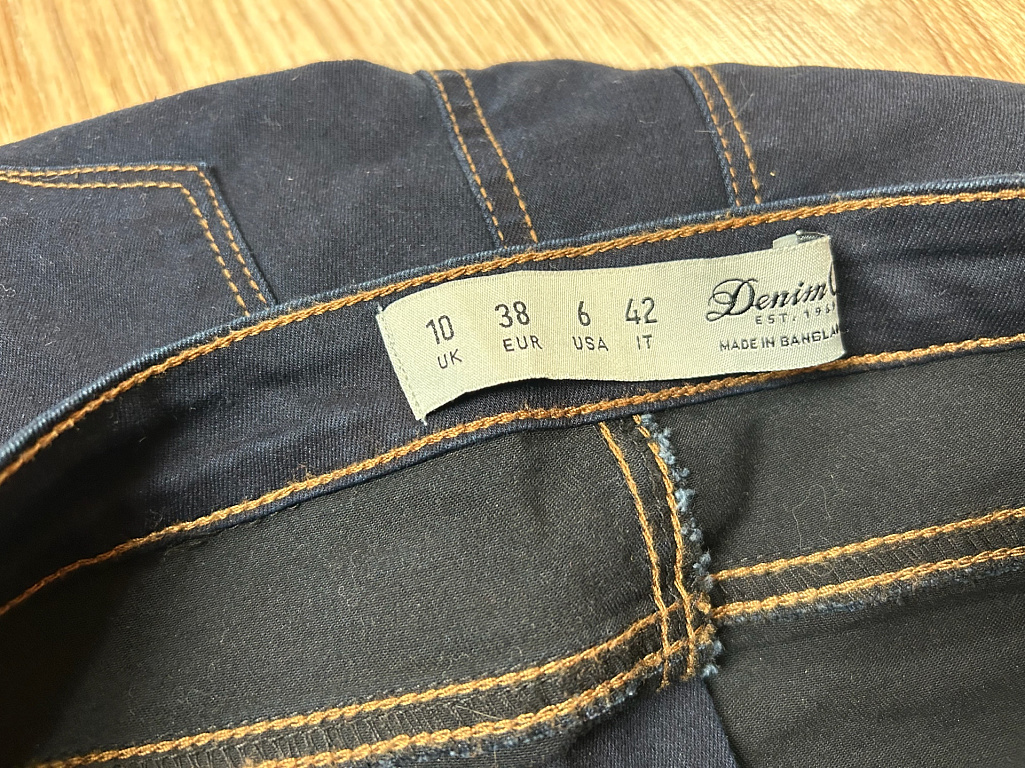 10 38 6 42
UK EUR USA IT
Denim
EST.
MADE IN